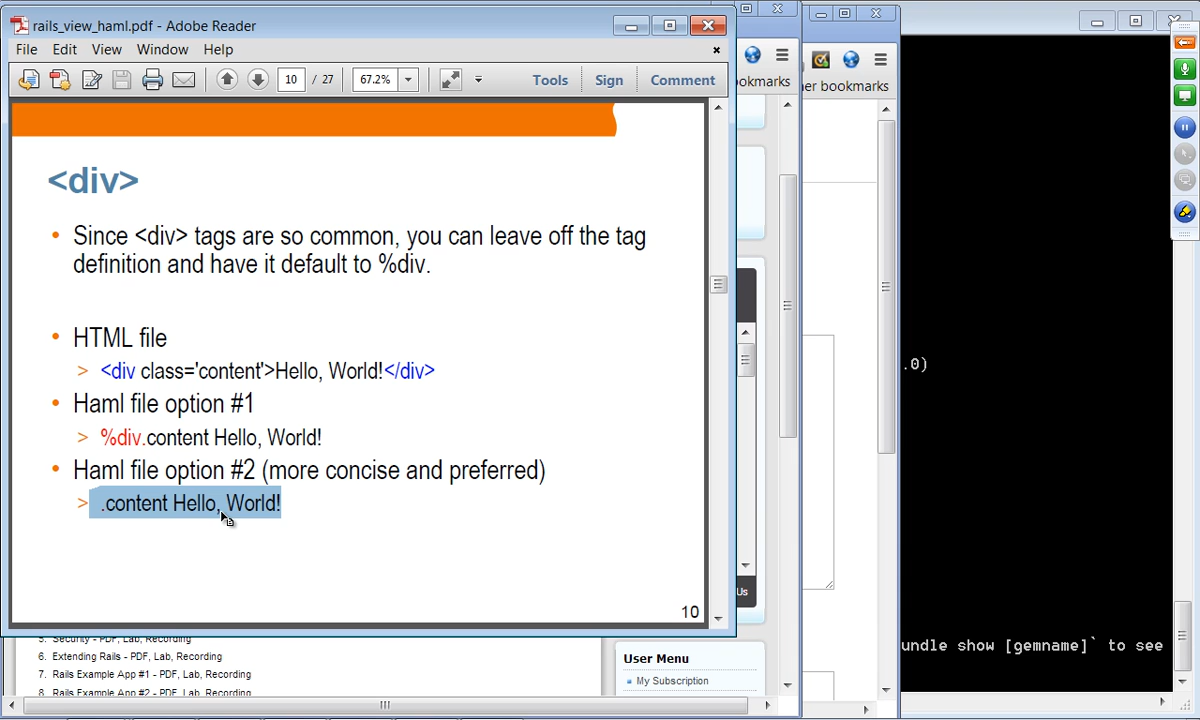 rails_view_haml.pdf - Adobe Reader
File Edit View Window Help
10 / 27 67.2% Tools Sign Comment
okmarks
er bookmarks
<div>
• Since <div> tags are so common, you can leave off the tag
definition and have it default to %div.
• HTML file
> <div class='content'>Hello, World!</div>
• Haml file option #1
> %div.content Hello, World!
• Haml file option #2 (more concise and preferred)
> .content Hello, World!
10
.0)
Us
undle show [gemname]` to see
5. Security - PDF, Lab, Recording
6. Extending Rails - PDF, Lab, Recording
7. Rails Example App #1 - PDF, Lab, Recording
8. Rails Example App #2 - PDF, Lab, Recording
User Menu
My Subscription